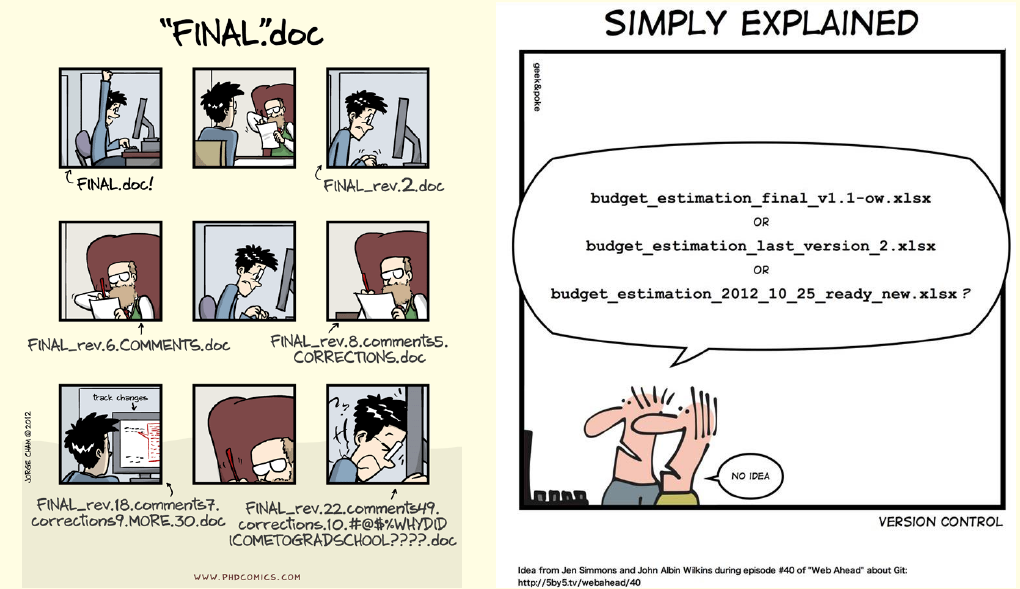 "FINAL".doc
FINAL.doc!
FINAL_rev.2.doc
FINAL_rev.6.COMMENTS.doc
FINAL_rev.8.comments5.
CORRECTIONS.doc
track changes
FINAL_rev.18.comments7.
corrections9.MORE.30.doc
FINAL_rev.22.comments49.
corrections.10.#@$%WHYDID
ICOMETOGRADSCHOOL????.doc
JORGE CHAM © 2012
WWW.PHDCOMICS.COM
SIMPLY EXPLAINED
geek&poke
budget_estimation_final_v1.1-ow.xlsx
OR
budget_estimation_last_version_2.xlsx
OR
budget_estimation_2012_10_25_ready_new.xlsx?
NO IDEA
VERSION CONTROL
Idea from Jen Simmons and John Albin Wilkins during episode #40 of "Web Ahead" about Git:
http://5by5.tv/webahead/40